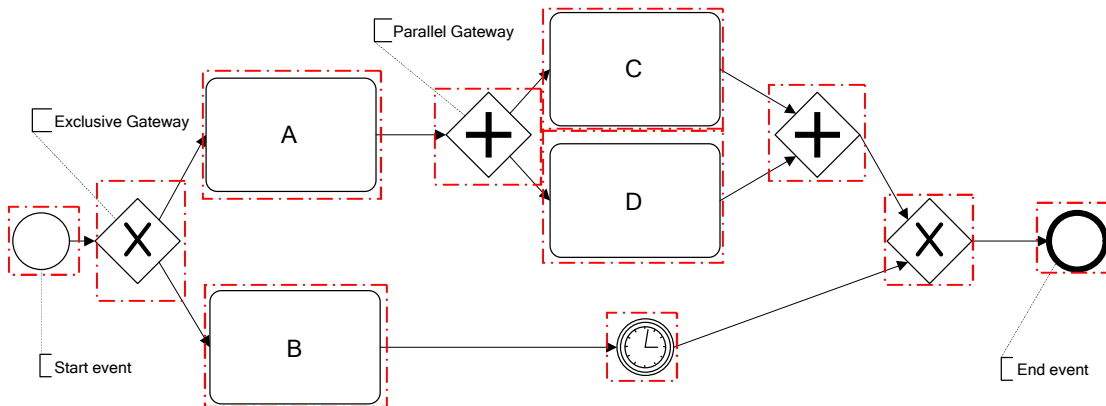 Parallel Gateway
C
Exclusive Gateway
A
D
B
Start event
End event